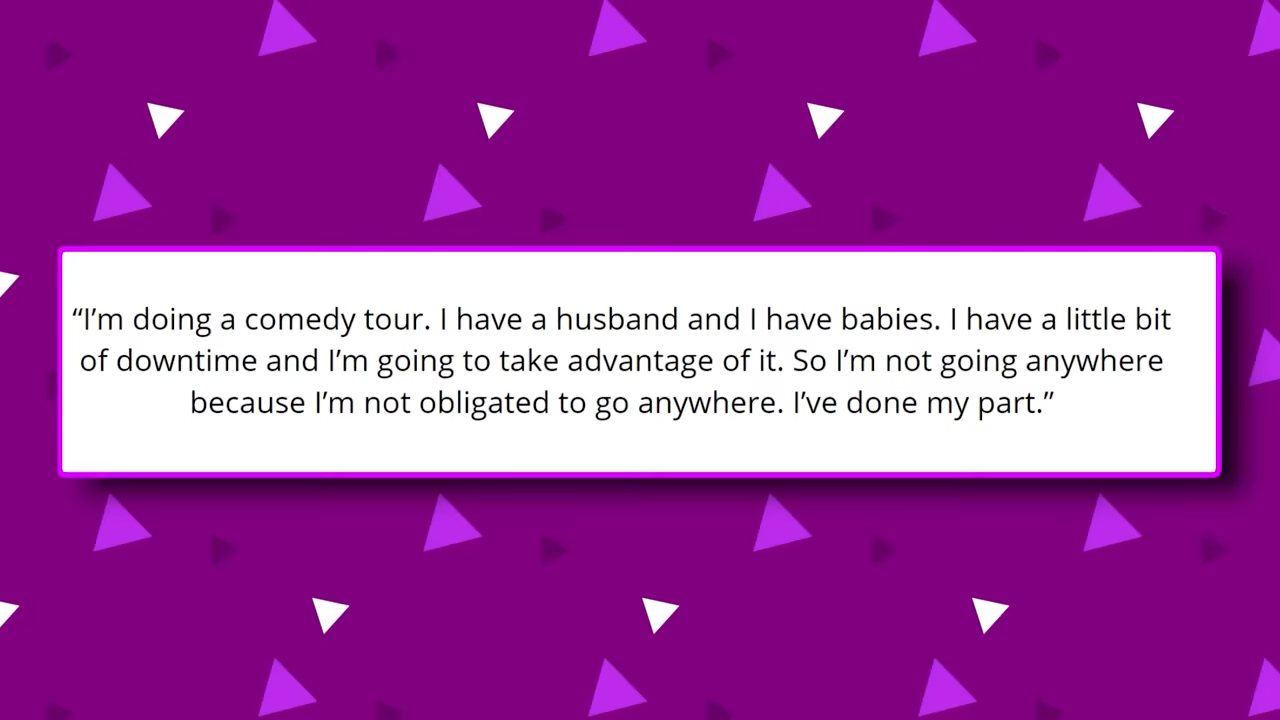 “I’m doing a comedy tour. I have a husband and I have babies. I have a little bit
of downtime and I’m going to take advantage of it. So I’m not going anywhere
because I’m not obligated to go anywhere. I’ve done my part.”